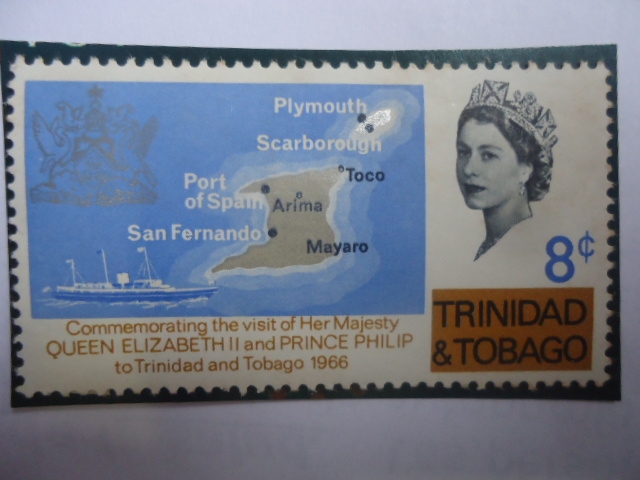 Plymouth
Scarborough
Toco
Port
of Spain
Arima
San Fernando
Mayaro
8¢
TRINIDAD
& TOBAGO
Commemorating the visit of Her Majesty
QUEEN ELIZABETH II and PRINCE PHILIP
to Trinidad and Tobago 1966